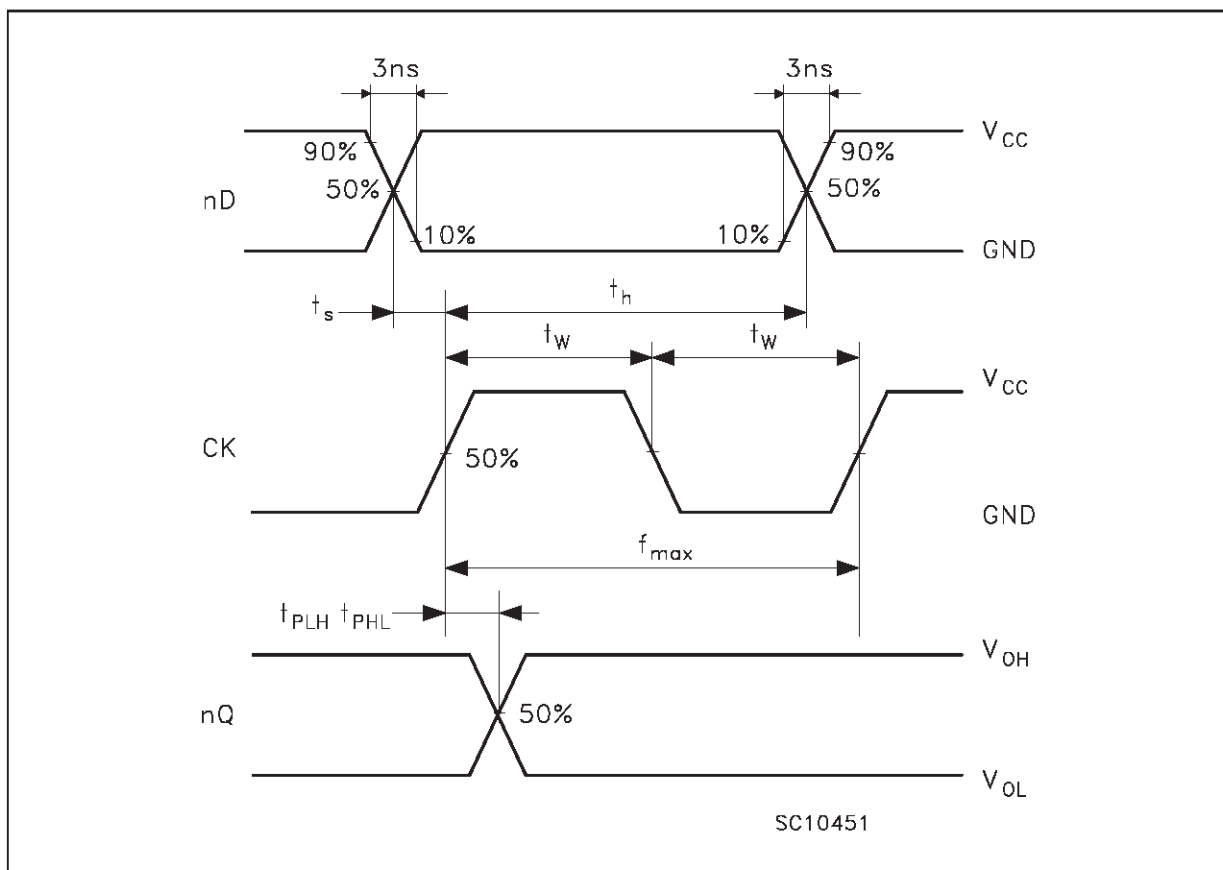 3ns 3ns
90% 90% V_CC
nD 50% 50%
10% 10% GND
t_s t_h
t_W t_W
V_CC
CK 50%
GND
f_max
t_PLH t_PHL
V_OH
nQ 50%
V_OL
SC10451